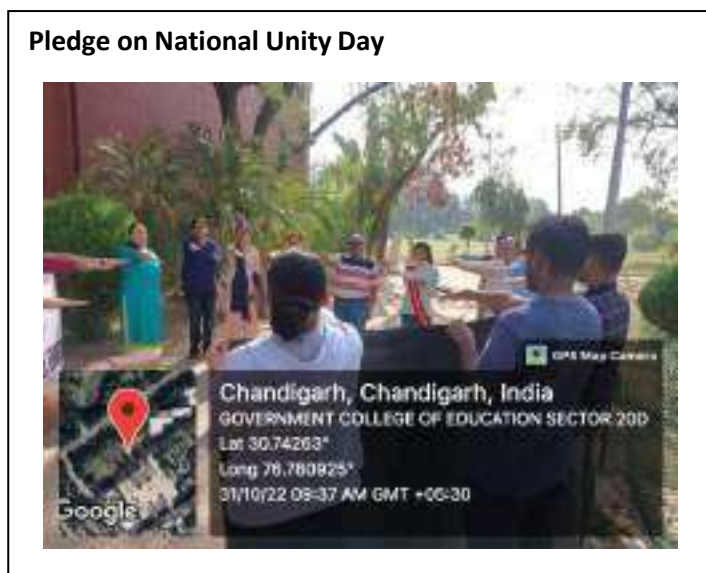 Pledge on National Unity Day
GPS Map Camera
Chandigarh, Chandigarh, India
GOVERNMENT COLLEGE OF EDUCATION SECTOR 20D
Lat 30.74263°
Long 76.780925°
31/10/22 09:37 AM GMT +05:30
Google